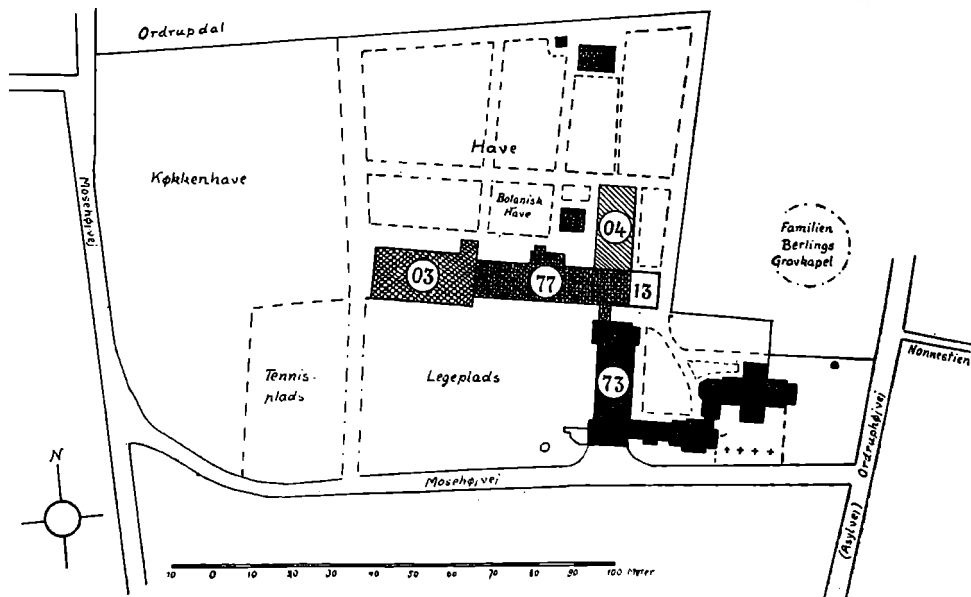 Ordrupdal
Have
Køkkenhave
Mosehøjvej
Botanisk
Have
04
Familien
Berlings
Gravkapel
03
77
13
Nonnestien
Tennis-
plads
Legeplads
73
Ordruphøjvej
(Asylvej)
N
Mosehøjvej
10 0 10 20 30 40 50 60 70 80 90 100 Meter